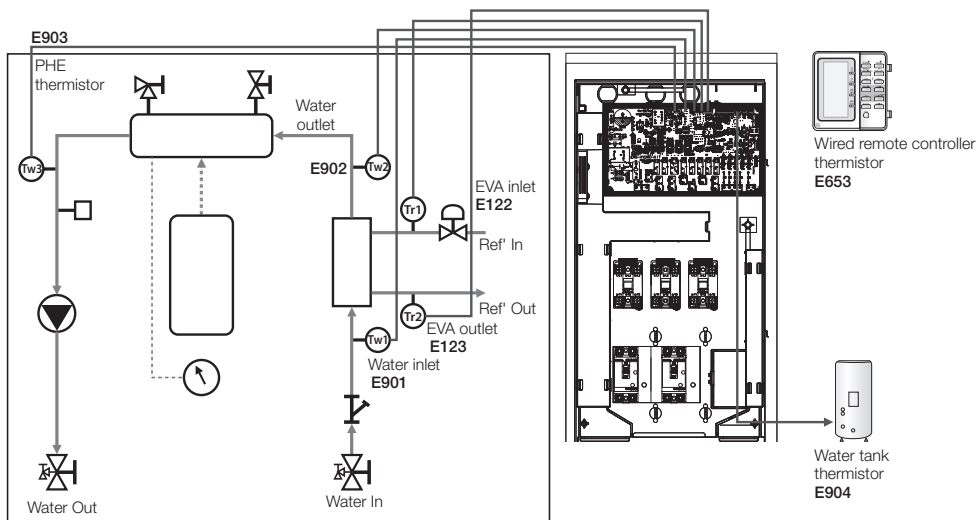 E903
PHE
thermistor
Water
outlet
Tw3
E902
Tw2
Tr1
EVA inlet
E122
Ref' In
Ref' Out
Tr2
EVA outlet
E123
Tw1
Water inlet
E901
Water Out
Water In
Wired remote controller
thermistor
E653
Water tank
thermistor
E904